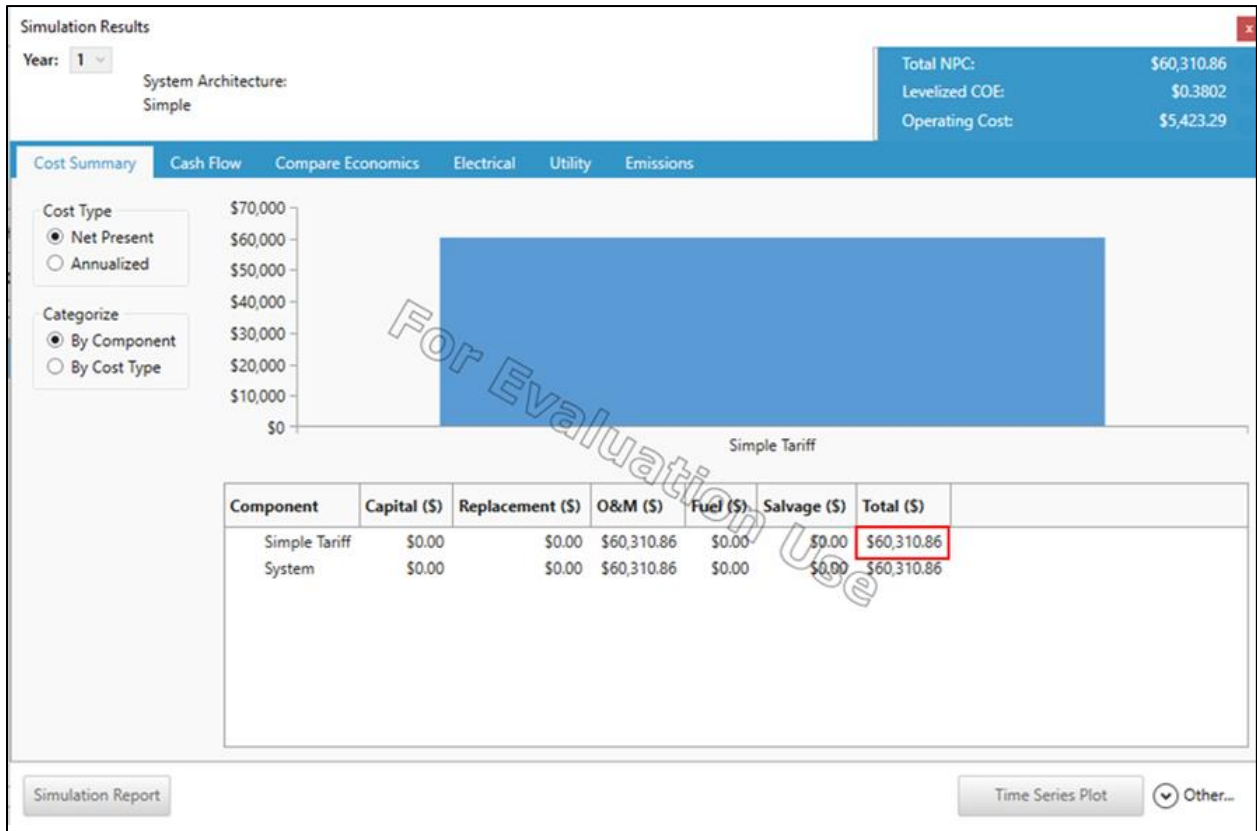 Simulation Results
x
Year: 1
System Architecture:
Simple
Total NPC: $60,310.86
Levelized COE: $0.3802
Operating Cost: $5,423.29
Cost Summary Cash Flow Compare Economics Electrical Utility Emissions
Cost Type
Net Present
Annualized
Categorize
By Component
By Cost Type
$70,000
$60,000
$50,000
$40,000
$30,000
$20,000
$10,000
$0
Simple Tariff
For Evaluation Use
Component Capital ($) Replacement ($) O&M ($) Fuel ($) Salvage ($) Total ($)
Simple Tariff $0.00 $0.00 $60,310.86 $0.00 $0.00 $60,310.86
System $0.00 $0.00 $60,310.86 $0.00 $0.00 $60,310.86
Simulation Report
Time Series Plot
Other...